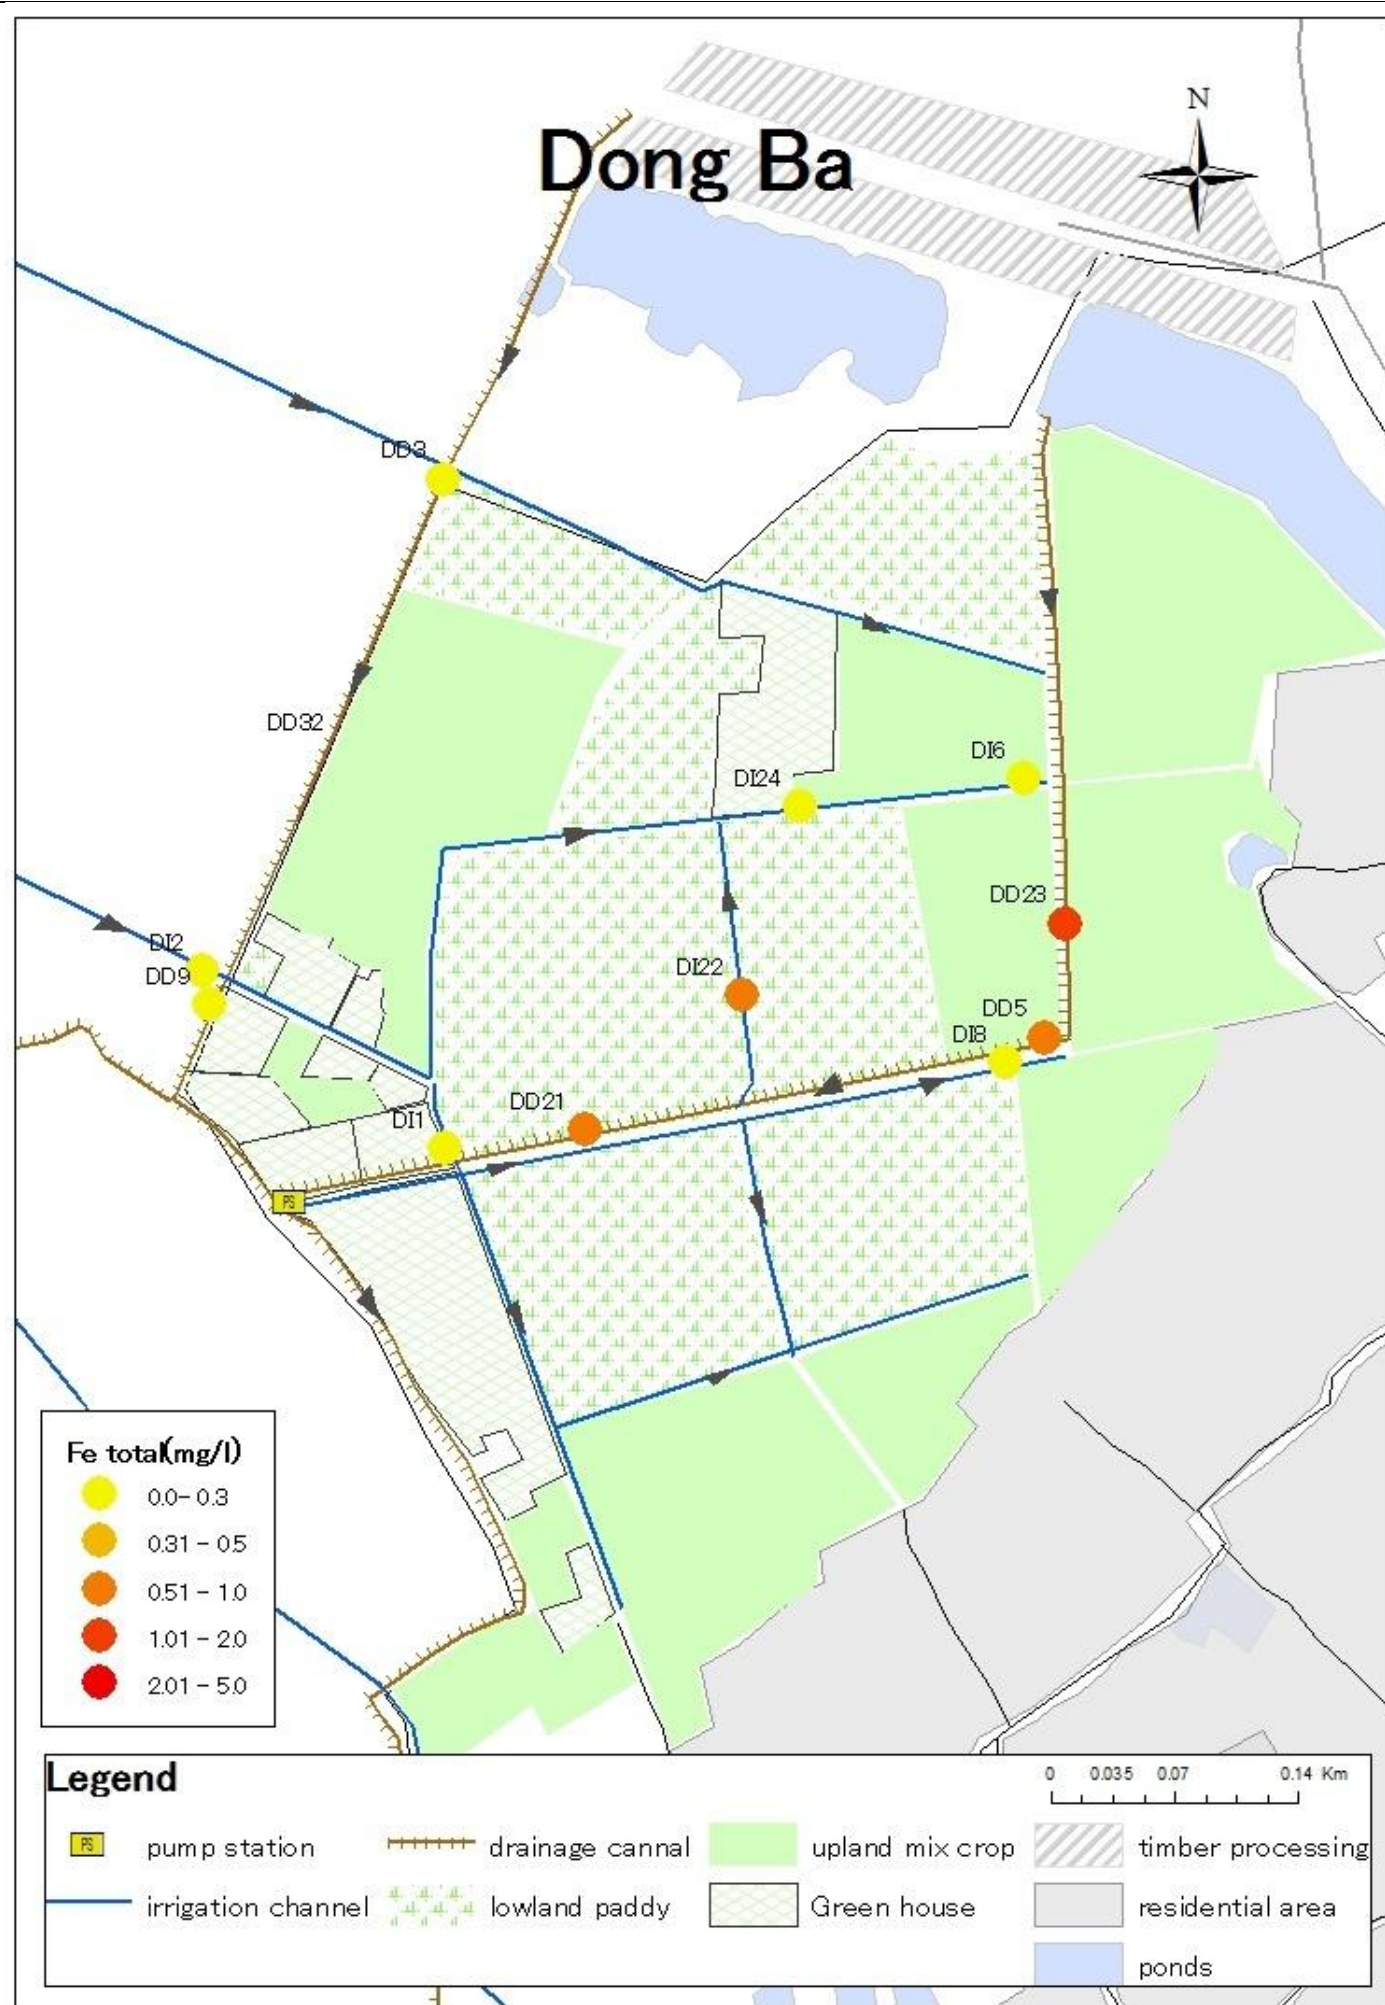 N
Dong Ba
DD3
DD32
DI6
DI24
DD23
DI2
DI22
DD9
DD5
DI8
DD21
DI1
PS
Fe total(mg/l)
0.0- 0.3
0.31 - 0.5
0.51 - 1.0
1.01 - 2.0
2.01 - 5.0
Legend
0 0.035 0.07 0.14 Km
PS pump station drainage cannal upland mix crop timber processing
irrigation channel lowland paddy Green house residential area
ponds